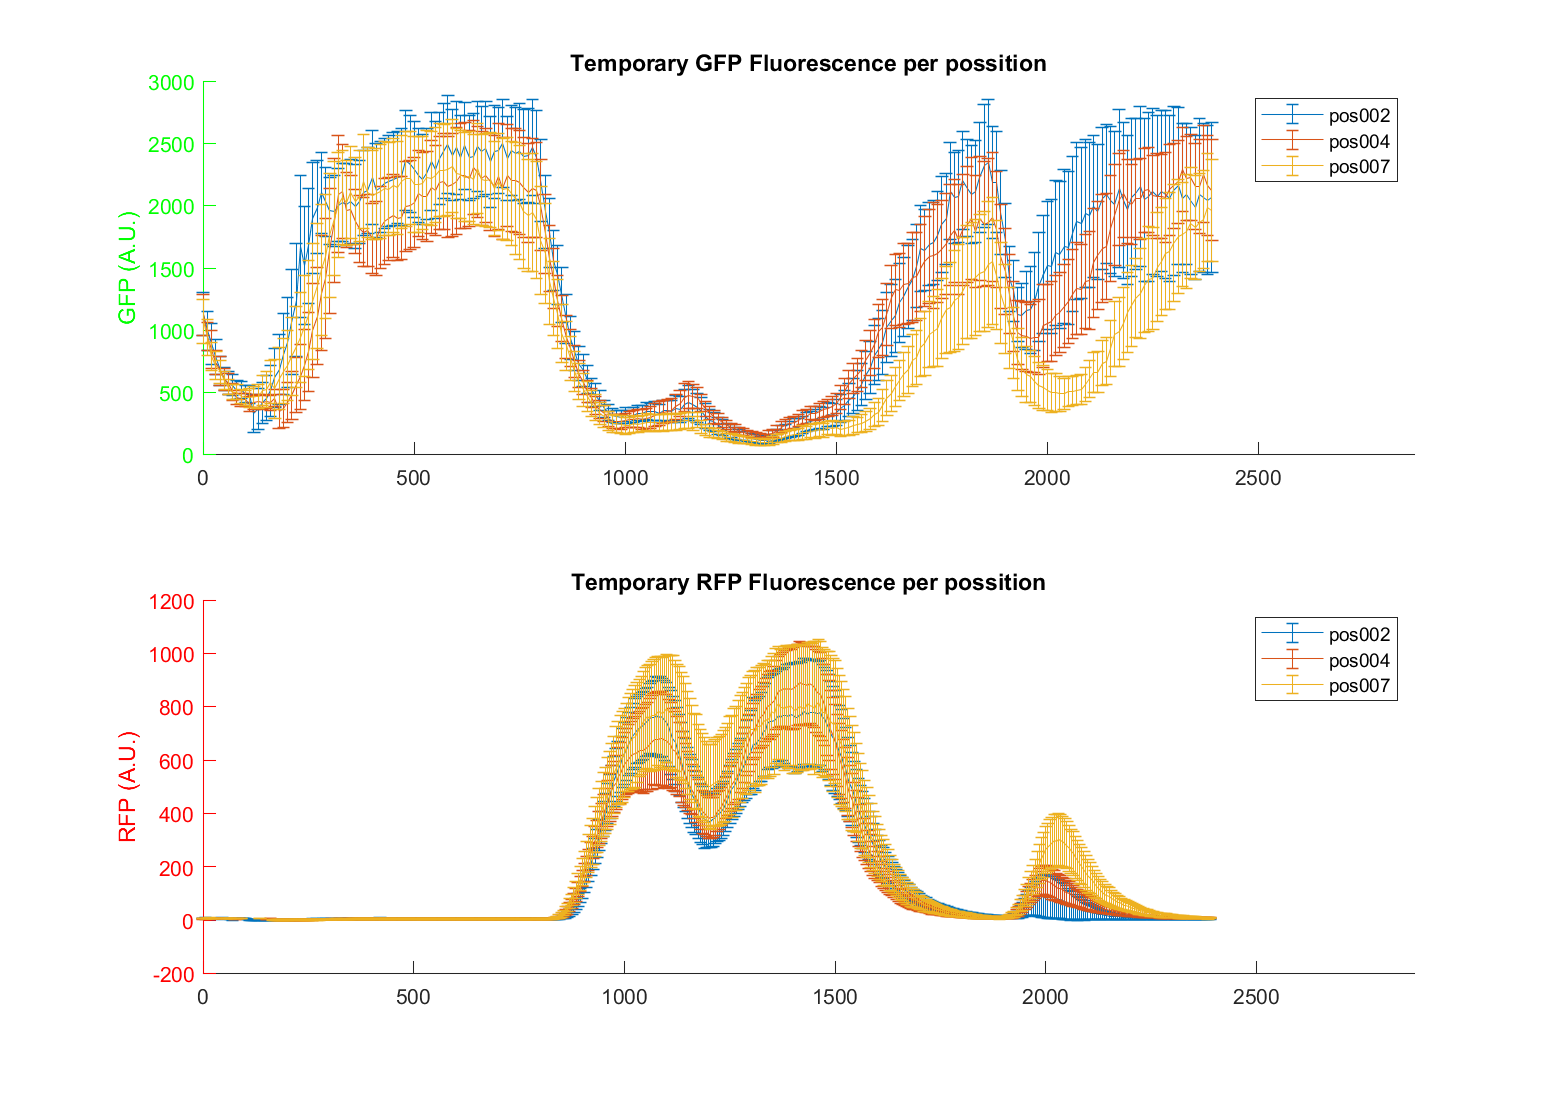 Temporary GFP Fluorescence per possition
GFP (A.U.)
3000
2500
2000
1500
1000
500
0
0 500 1000 1500 2000 2500
pos002
pos004
pos007
Temporary RFP Fluorescence per possition
RFP (A.U.)
1200
1000
800
600
400
200
0
-200
0 500 1000 1500 2000 2500
pos002
pos004
pos007